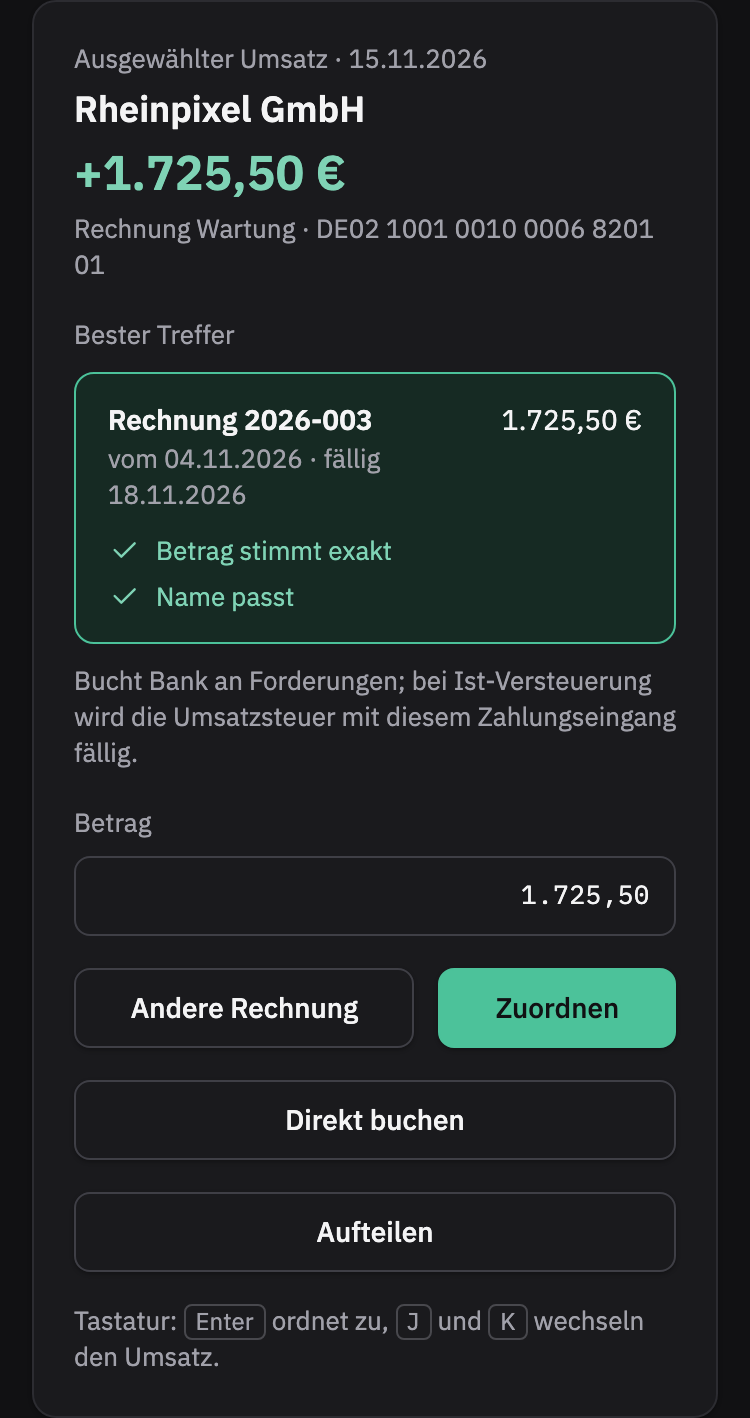 Ausgewählter Umsatz · 15.11.2026
Rheinpixel GmbH
+1.725,50 €
Rechnung Wartung · DE02 1001 0010 0006 8201
01
Bester Treffer
Rechnung 2026-003 1.725,50 €
vom 04.11.2026 · fällig
18.11.2026
Betrag stimmt exakt
Name passt
Bucht Bank an Forderungen; bei Ist-Versteuerung
wird die Umsatzsteuer mit diesem Zahlungseingang
fällig.
Betrag
1.725,50
Andere Rechnung Zuordnen
Direkt buchen
Aufteilen
Tastatur: Enter ordnet zu, J und K wechseln
den Umsatz.